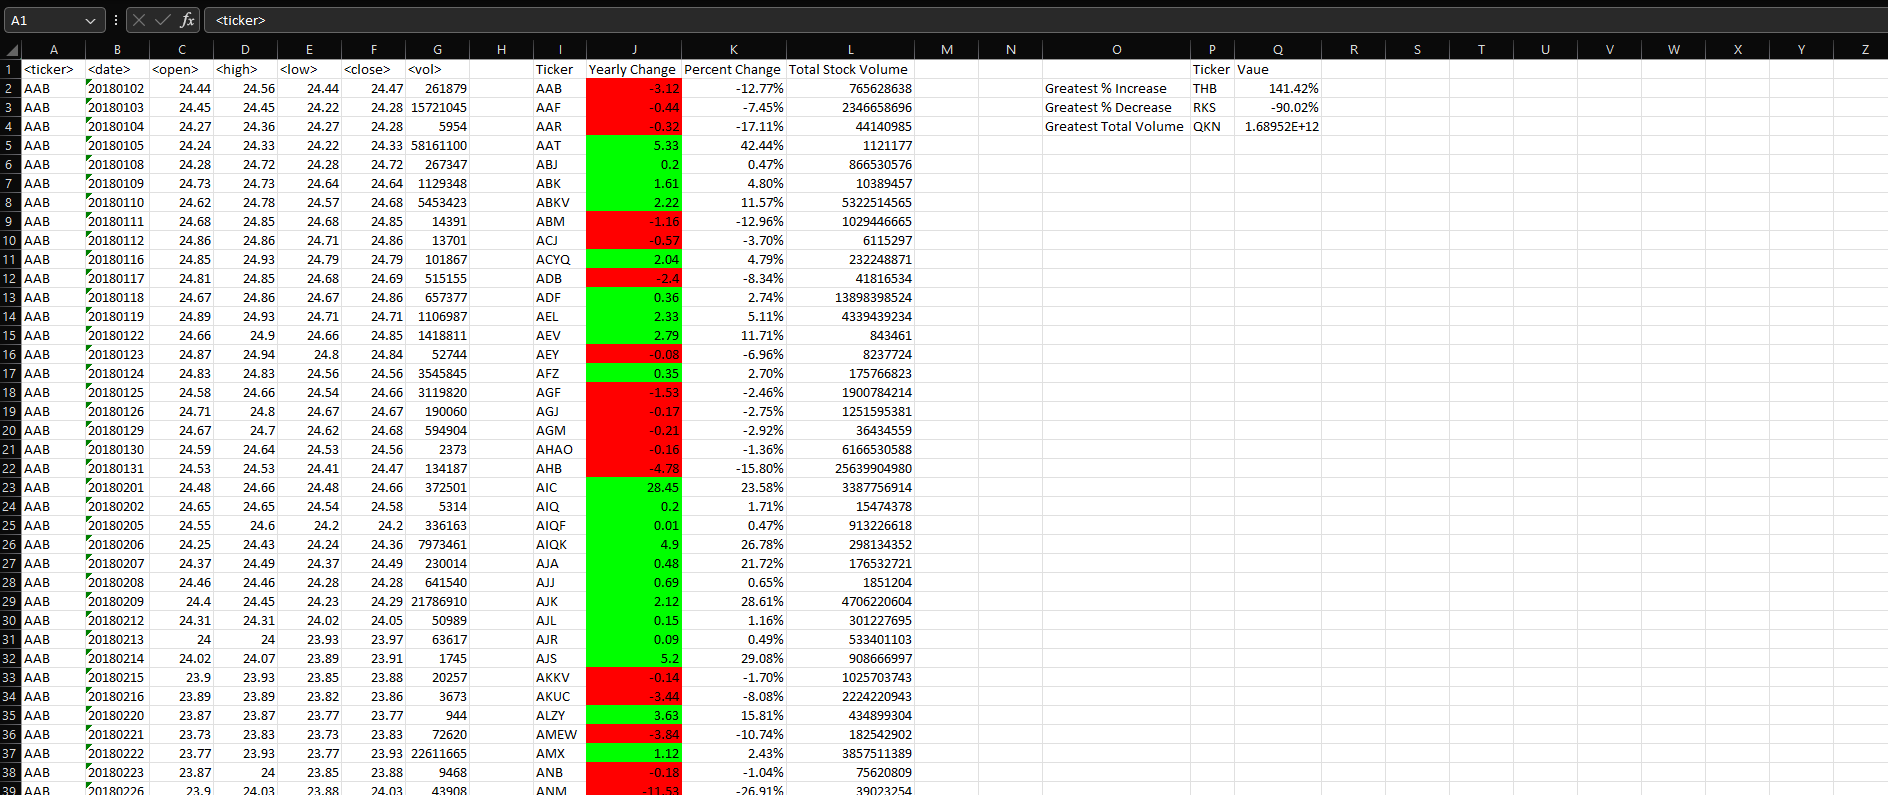 A1 fx <ticker>
A B C D E F G H I J K L M N O P Q R S T U V W X Y Z
1 <ticker> <date> <open> <high> <low> <close> <vol> Ticker Yearly Change Percent Change Total Stock Volume Ticker Vaue
2 AAB 20180102 24.44 24.56 24.44 24.47 261879 AAB -3.12 -12.77% 765628638 Greatest % Increase THB 141.42%
3 AAB 20180103 24.45 24.45 24.22 24.28 15721045 AAF -0.44 -7.45% 2346658696 Greatest % Decrease RKS -90.02%
4 AAB 20180104 24.27 24.36 24.27 24.28 5954 AAR -0.32 -17.11% 44140985 Greatest Total Volume QKN 1.68952E+12
5 AAB 20180105 24.24 24.33 24.22 24.33 58161100 AAT 5.33 42.44% 1121177
6 AAB 20180108 24.28 24.72 24.28 24.72 267347 ABJ 0.2 0.47% 866530576
7 AAB 20180109 24.73 24.73 24.64 24.64 1129348 ABK 1.61 4.80% 10389457
8 AAB 20180110 24.62 24.78 24.57 24.68 5453423 ABKV 2.22 11.57% 5322514565
9 AAB 20180111 24.68 24.85 24.68 24.85 14391 ABM -1.16 -12.96% 1029446665
10 AAB 20180112 24.86 24.86 24.71 24.86 13701 ACJ -0.57 -3.70% 6115297
11 AAB 20180116 24.85 24.93 24.79 24.79 101867 ACYQ 2.04 4.79% 232248871
12 AAB 20180117 24.81 24.85 24.68 24.69 515155 ADB -2.4 -8.34% 41816534
13 AAB 20180118 24.67 24.86 24.67 24.86 657377 ADF 0.36 2.74% 13898398524
14 AAB 20180119 24.89 24.93 24.71 24.71 1106987 AEL 2.33 5.11% 4339439234
15 AAB 20180122 24.66 24.9 24.66 24.85 1418811 AEV 2.79 11.71% 843461
16 AAB 20180123 24.87 24.94 24.8 24.84 52744 AEY -0.08 -6.96% 8237724
17 AAB 20180124 24.83 24.83 24.56 24.56 3545845 AFZ 0.35 2.70% 175766823
18 AAB 20180125 24.58 24.66 24.54 24.66 3119820 AGF -1.53 -2.46% 1900784214
19 AAB 20180126 24.71 24.8 24.67 24.67 190060 AGJ -0.17 -2.75% 1251595381
20 AAB 20180129 24.67 24.7 24.62 24.68 594904 AGM -0.21 -2.92% 36434559
21 AAB 20180130 24.59 24.64 24.53 24.56 2373 AHAO -0.16 -1.36% 6166530588
22 AAB 20180131 24.53 24.53 24.41 24.47 134187 AHB -4.78 -15.80% 25639904980
23 AAB 20180201 24.48 24.66 24.48 24.66 372501 AIC 28.45 23.58% 3387756914
24 AAB 20180202 24.65 24.65 24.54 24.58 5314 AIQ 0.2 1.71% 15474378
25 AAB 20180205 24.55 24.6 24.2 24.2 336163 AIQF 0.01 0.47% 913226618
26 AAB 20180206 24.25 24.43 24.24 24.36 7973461 AIQK 4.9 26.78% 298134352
27 AAB 20180207 24.37 24.49 24.37 24.49 230014 AJA 0.48 21.72% 176532721
28 AAB 20180208 24.46 24.46 24.28 24.28 641540 AJJ 0.69 0.65% 1851204
29 AAB 20180209 24.4 24.45 24.23 24.29 21786910 AJK 2.12 28.61% 4706220604
30 AAB 20180212 24.31 24.31 24.02 24.05 50989 AJL 0.15 1.16% 301227695
31 AAB 20180213 24 24 23.93 23.97 63617 AJR 0.09 0.49% 533401103
32 AAB 20180214 24.02 24.07 23.89 23.91 1745 AJS 5.2 29.08% 908666997
33 AAB 20180215 23.9 23.93 23.85 23.88 20257 AKKV -0.14 -1.70% 1025703743
34 AAB 20180216 23.89 23.89 23.82 23.86 3673 AKUC -3.44 -8.08% 2224220943
35 AAB 20180220 23.87 23.87 23.77 23.77 944 ALZY 3.63 15.81% 434899304
36 AAB 20180221 23.73 23.83 23.73 23.83 72620 AMEW -3.84 -10.74% 182542902
37 AAB 20180222 23.77 23.93 23.77 23.93 22611665 AMX 1.12 2.43% 3857511389
38 AAB 20180223 23.87 24 23.85 23.88 9468 ANB -0.18 -1.04% 75620809
39 AAB 20180226 23.9 24.03 23.88 24.03 43908 ANM -11.53 -26.91% 39023254